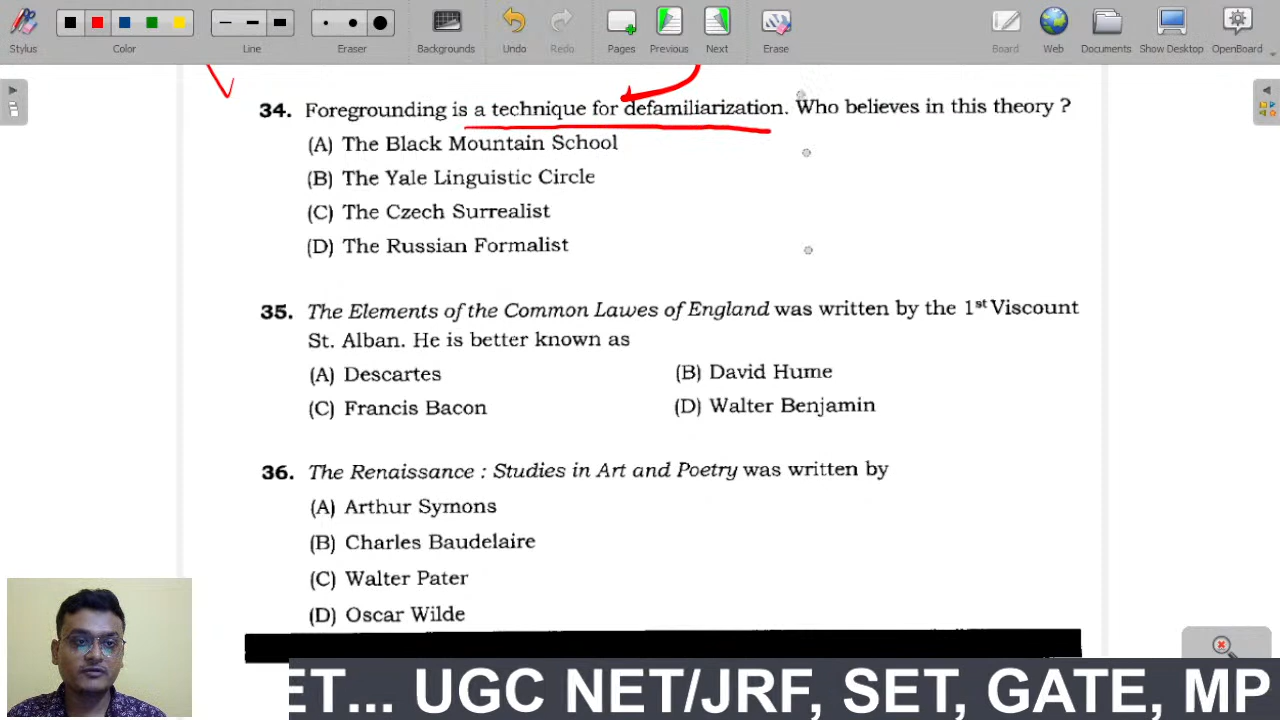 Stylus
Color
Line
Eraser
Backgrounds
Undo
Redo
Pages
Previous
Next
Erase
Board
Web
Documents
Show Desktop
OpenBoard
34. Foregrounding is a technique for defamiliarization. Who believes in this theory ?
(A) The Black Mountain School
(B) The Yale Linguistic Circle
(C) The Czech Surrealist
(D) The Russian Formalist
35. The Elements of the Common Lawes of England was written by the 1st Viscount
St. Alban. He is better known as
(A) Descartes
(B) David Hume
(C) Francis Bacon
(D) Walter Benjamin
36. The Renaissance : Studies in Art and Poetry was written by
(A) Arthur Symons
(B) Charles Baudelaire
(C) Walter Pater
(D) Oscar Wilde
ET... UGC NET/JRF, SET, GATE, MP